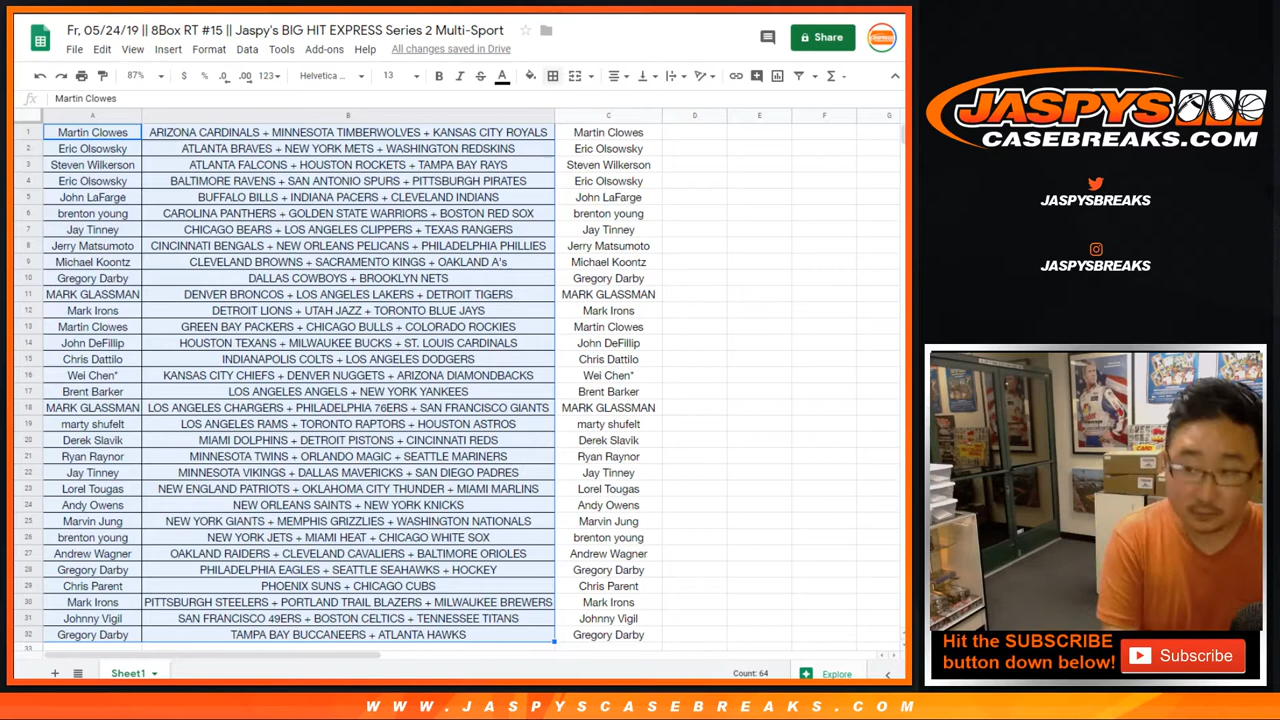 Fr, 05/24/19 || 8Box RT #15 || Jaspy's BIG HIT EXPRESS Series 2 Multi-Sport
File Edit View Insert Format Data Tools Add-ons Help All changes saved in Drive
Share
87% $ % .0 .00 123 Helvetica ... 13 B I S A
fx Martin Clowes
A B C D E F G
1 Martin Clowes ARIZONA CARDINALS + MINNESOTA TIMBERWOLVES + KANSAS CITY ROYALS Martin Clowes
2 Eric Olsowsky ATLANTA BRAVES + NEW YORK METS + WASHINGTON REDSKINS Eric Olsowsky
3 Steven Wilkerson ATLANTA FALCONS + HOUSTON ROCKETS + TAMPA BAY RAYS Steven Wilkerson
4 Eric Olsowsky BALTIMORE RAVENS + SAN ANTONIO SPURS + PITTSBURGH PIRATES Eric Olsowsky
5 John LaFarge BUFFALO BILLS + INDIANA PACERS + CLEVELAND INDIANS John LaFarge
6 brenton young CAROLINA PANTHERS + GOLDEN STATE WARRIORS + BOSTON RED SOX brenton young
7 Jay Tinney CHICAGO BEARS + LOS ANGELES CLIPPERS + TEXAS RANGERS Jay Tinney
8 Jerry Matsumoto CINCINNATI BENGALS + NEW ORLEANS PELICANS + PHILADELPHIA PHILLIES Jerry Matsumoto
9 Michael Koontz CLEVELAND BROWNS + SACRAMENTO KINGS + OAKLAND A's Michael Koontz
10 Gregory Darby DALLAS COWBOYS + BROOKLYN NETS Gregory Darby
11 MARK GLASSMAN DENVER BRONCOS + LOS ANGELES LAKERS + DETROIT TIGERS MARK GLASSMAN
12 Mark Irons DETROIT LIONS + UTAH JAZZ + TORONTO BLUE JAYS Mark Irons
13 Martin Clowes GREEN BAY PACKERS + CHICAGO BULLS + COLORADO ROCKIES Martin Clowes
14 John DeFillip HOUSTON TEXANS + MILWAUKEE BUCKS + ST. LOUIS CARDINALS John DeFillip
15 Chris Dattilo INDIANAPOLIS COLTS + LOS ANGELES DODGERS Chris Dattilo
16 Wei Chen* KANSAS CITY CHIEFS + DENVER NUGGETS + ARIZONA DIAMONDBACKS Wei Chen*
17 Brent Barker LOS ANGELES ANGELS + NEW YORK YANKEES Brent Barker
18 MARK GLASSMAN LOS ANGELES CHARGERS + PHILADELPHIA 76ERS + SAN FRANCISCO GIANTS MARK GLASSMAN
19 marty shufelt LOS ANGELES RAMS + TORONTO RAPTORS + HOUSTON ASTROS marty shufelt
20 Derek Slavik MIAMI DOLPHINS + DETROIT PISTONS + CINCINNATI REDS Derek Slavik
21 Ryan Raynor MINNESOTA TWINS + ORLANDO MAGIC + SEATTLE MARINERS Ryan Raynor
22 Jay Tinney MINNESOTA VIKINGS + DALLAS MAVERICKS + SAN DIEGO PADRES Jay Tinney
23 Lorel Tougas NEW ENGLAND PATRIOTS + OKLAHOMA CITY THUNDER + MIAMI MARLINS Lorel Tougas
24 Andy Owens NEW ORLEANS SAINTS + NEW YORK KNICKS Andy Owens
25 Marvin Jung NEW YORK GIANTS + MEMPHIS GRIZZLIES + WASHINGTON NATIONALS Marvin Jung
26 brenton young NEW YORK JETS + MIAMI HEAT + CHICAGO WHITE SOX brenton young
27 Andrew Wagner OAKLAND RAIDERS + CLEVELAND CAVALIERS + BALTIMORE ORIOLES Andrew Wagner
28 Gregory Darby PHILADELPHIA EAGLES + SEATTLE SEAHAWKS + HOCKEY Gregory Darby
29 Chris Parent PHOENIX SUNS + CHICAGO CUBS Chris Parent
30 Mark Irons PITTSBURGH STEELERS + PORTLAND TRAIL BLAZERS + MILWAUKEE BREWERS Mark Irons
31 Johnny Vigil SAN FRANCISCO 49ERS + BOSTON CELTICS + TENNESSEE TITANS Johnny Vigil
32 Gregory Darby TAMPA BAY BUCCANEERS + ATLANTA HAWKS Gregory Darby
33
Sheet1 Count: 64 Explore
JASPYS
CASEBREAKS.COM
JASPYSBREAKS
JASPYSBREAKS
Hit the SUBSCRIBE
button down below!
Subscribe
WWW.JASPYSCASEBREAKS.COM